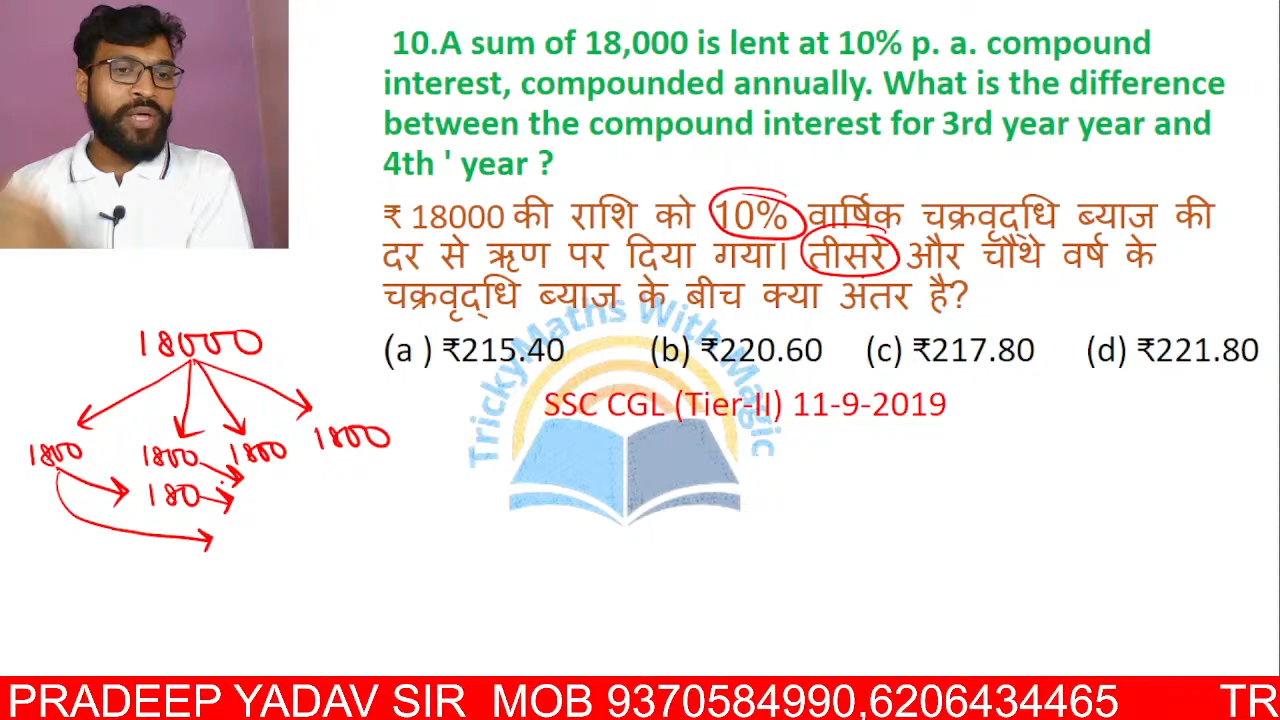 10.A sum of 18,000 is lent at 10% p. a. compound
interest, compounded annually. What is the difference
between the compound interest for 3rd year year and
4th ' year ?
₹ 18000 की राशि को 10% वार्षिक चक्रवृद्धि ब्याज की
दर से ऋण पर दिया गया। तीसरे और चौथे वर्ष के
चक्रवृद्धि ब्याज के बीच क्या अंतर है?
(a ) ₹215.40 (b) ₹220.60 (c) ₹217.80 (d) ₹221.80
SSC CGL (Tier-II) 11-9-2019
TrickyMaths With Magic
18000
1800 1800 1800 1800
180
PRADEEP YADAV SIR MOB 9370584990,6206434465 TR